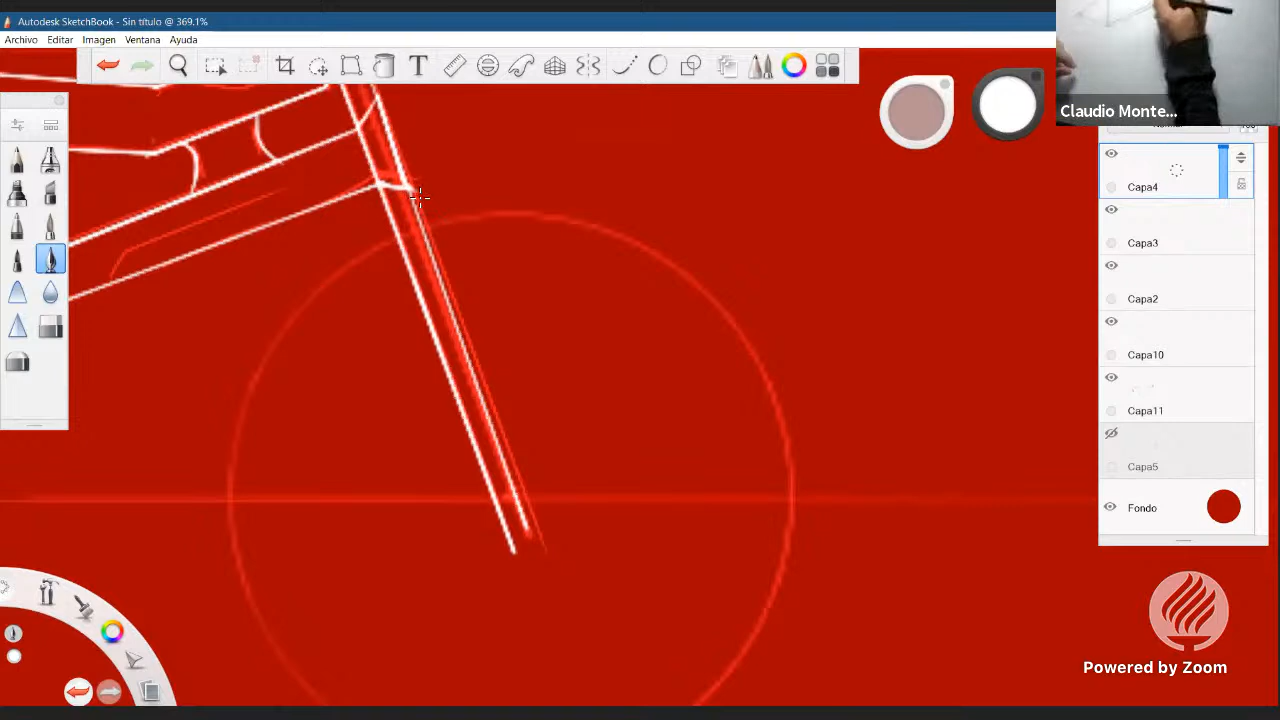 Autodesk SketchBook - Sin título @ 369.1%
Archivo Editar Imagen Ventana Ayuda
Claudio Monte...
Capa4
Capa3
Capa2
Capa10
Capa11
Capa5
Fondo
Powered by Zoom